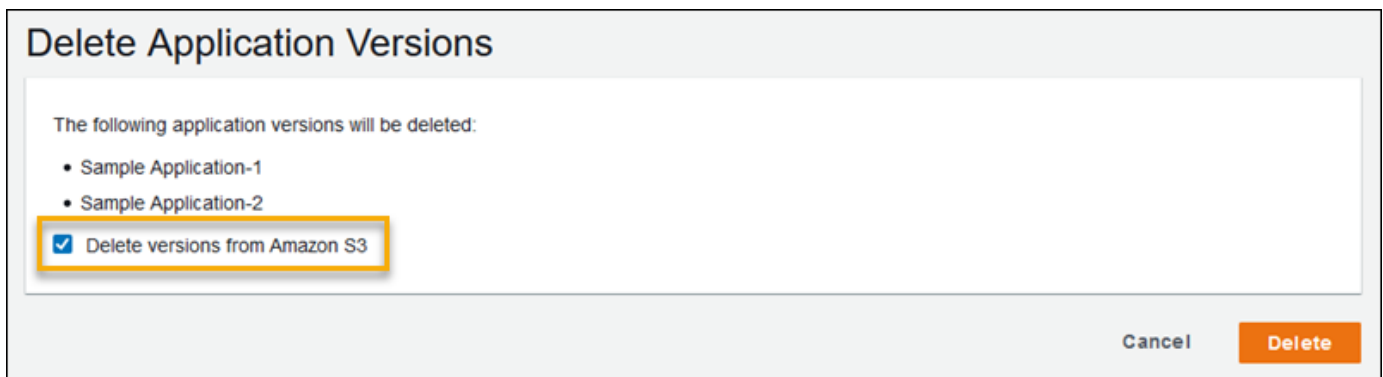 Delete Application Versions
The following application versions will be deleted:
• Sample Application-1
• Sample Application-2
Delete versions from Amazon S3
Cancel
Delete